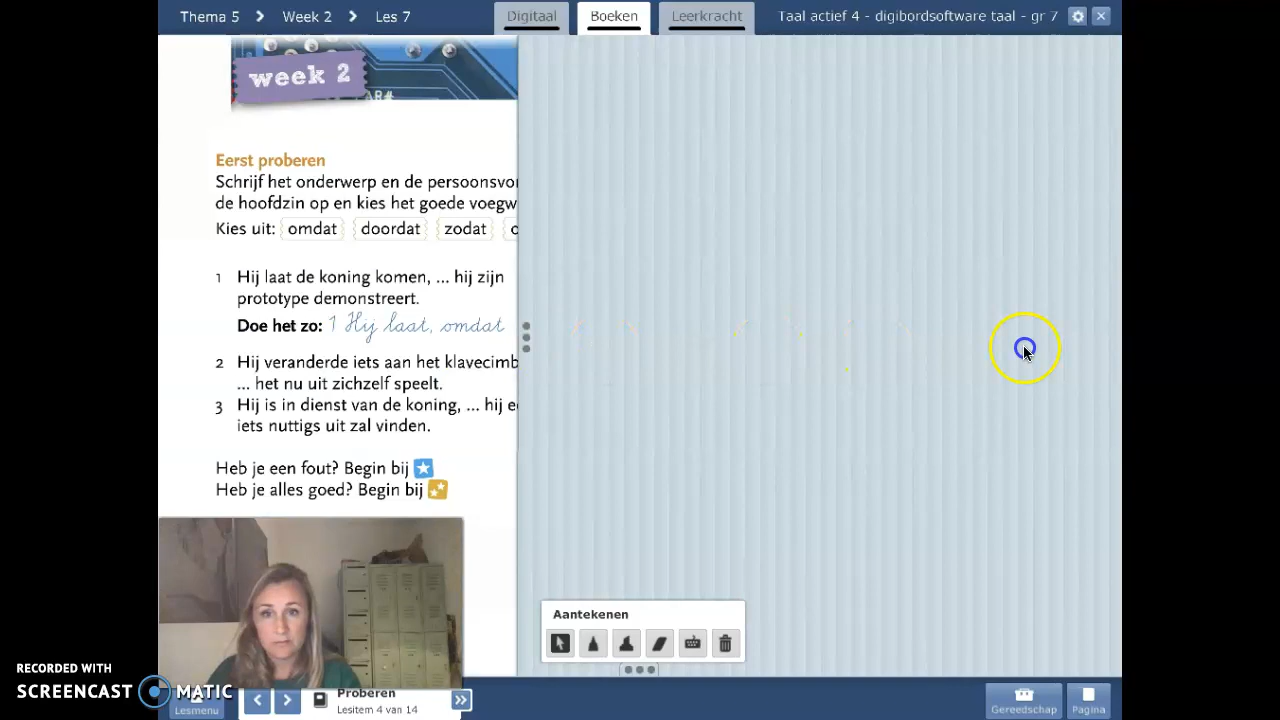 Thema 5 > Week 2 > Les 7
Digitaal
Boeken
Leerkracht
Taal actief 4 - digibordsoftware taal - gr 7
week 2
Eerst proberen
Schrijf het onderwerp en de persoonsvo
de hoofdzin op en kies het goede voegw
Kies uit: omdat doordat zodat o
1 Hij laat de koning komen, ... hij zijn
prototype demonstreert.
Doe het zo: 1 Hij laat, omdat
2 Hij veranderde iets aan het klavecimb
... het nu uit zichzelf speelt.
3 Hij is in dienst van de koning, ... hij e
iets nuttigs uit zal vinden.
Heb je een fout? Begin bij
Heb je alles goed? Begin bij
Aantekenen
RECORDED WITH
SCREENCAST MATIC
Lesmenu
Proberen
Lesitem 4 van 14
Gereedschap
Pagina